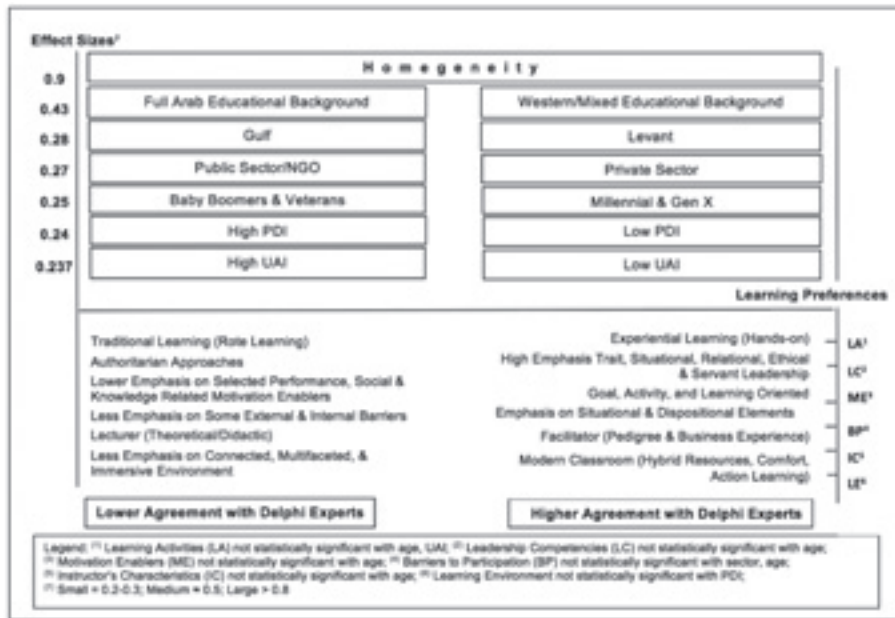 Effect Sizes⁷
H o m e g e n e i t y
0.9
Full Arab Educational Background
Western/Mixed Educational Background
0.43
Gulf
Levant
0.28
Public Sector/NGO
Private Sector
0.27
Baby Boomers & Veterans
Millennial & Gen X
0.25
High PDI
Low PDI
0.24
High UAI
Low UAI
0.237
Learning Preferences
Traditional Learning (Rote Learning)
Experiential Learning (Hands-on)
LA¹
Authoritarian Approaches
High Emphasis Trait, Situational, Relational, Ethical
& Servant Leadership
LC²
Lower Emphasis on Selected Performance, Social &
Knowledge Related Motivation Enablers
Goal, Activity, and Learning Oriented
ME³
Less Emphasis on Some External & Internal Barriers
Emphasis on Situational & Dispositional Elements
BP⁴
Lecturer (Theoretical/Didactic)
Facilitator (Pedigree & Business Experience)
IC⁵
Less Emphasis on Connected, Multifaceted, &
Immersive Environment
Modern Classroom (Hybrid Resources, Comfort,
Action Learning)
LE⁶
Lower Agreement with Delphi Experts
Higher Agreement with Delphi Experts
Legend: ⁽¹⁾ Learning Activities (LA) not statistically significant with age, UAI; ⁽²⁾ Leadership Competencies (LC) not statistically significant with age;
⁽³⁾ Motivation Enablers (ME) not statistically significant with age; ⁽⁴⁾ Barriers to Participation (BP) not statistically significant with sector, age;
⁽⁵⁾ Instructor's Characteristics (IC) not statistically significant with age; ⁽⁶⁾ Learning Environment not statistically significant with PDI;
⁽⁷⁾ Small = 0.2-0.3; Medium = 0.5; Large > 0.8